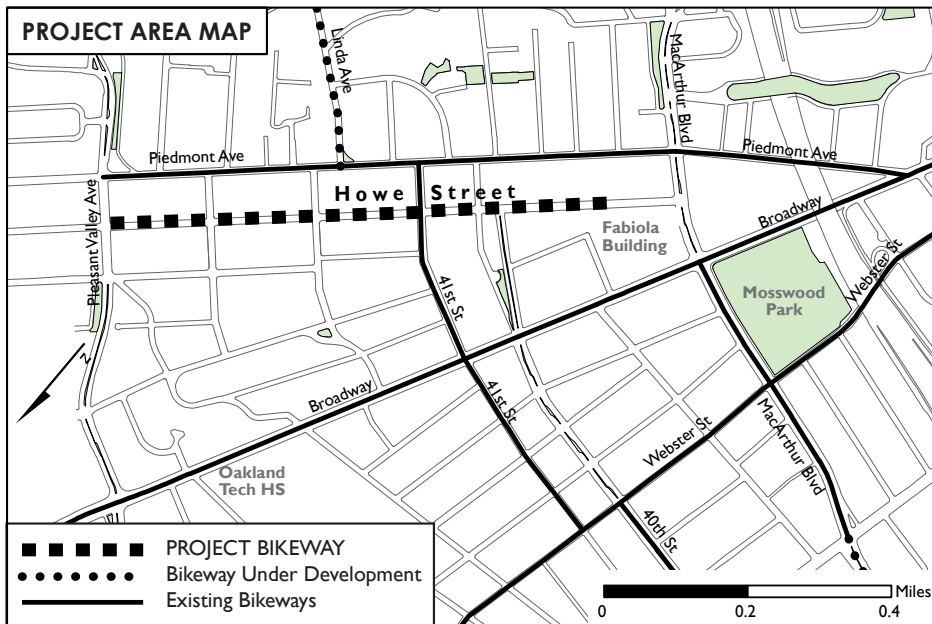 PROJECT AREA MAP
Linda Ave
MacArthur Blvd
Piedmont Ave
Piedmont Ave
Howe Street
Pleasant Valley Ave
Broadway
Fabiola
Building
Webster St
Mosswood
Park
41st St
N
Broadway
41st St
MacArthur Blvd
Webster St
Oakland
Tech HS
40th St
PROJECT BIKEWAY
Bikeway Under Development
Existing Bikeways
Miles
0 0.2 0.4